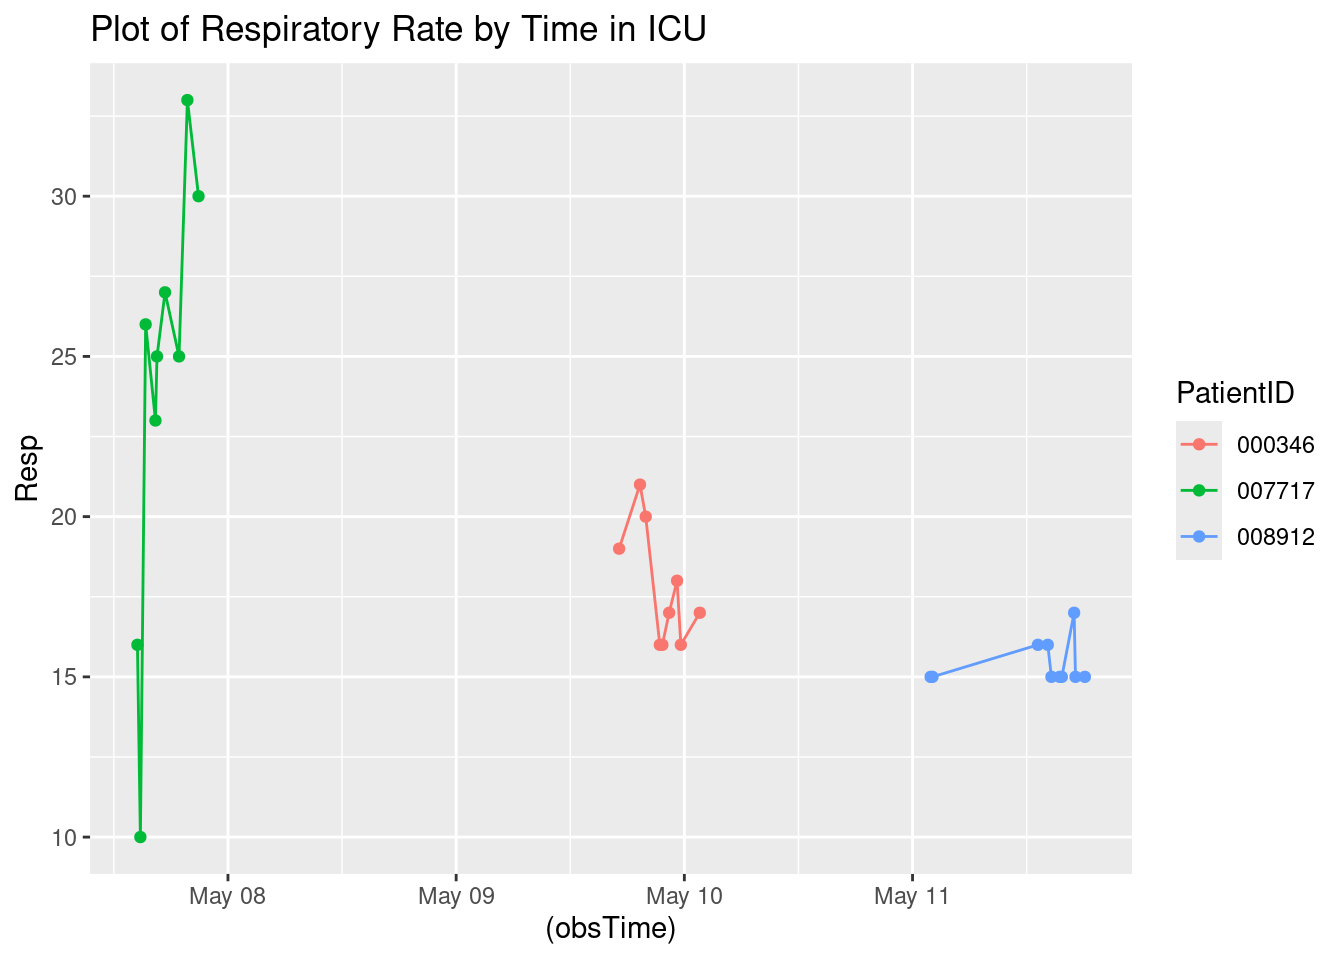 Plot of Respiratory Rate by Time in ICU
30
25
20
15
10
Resp
May 08
May 09
May 10
May 11
(obsTime)
PatientID
000346
007717
008912